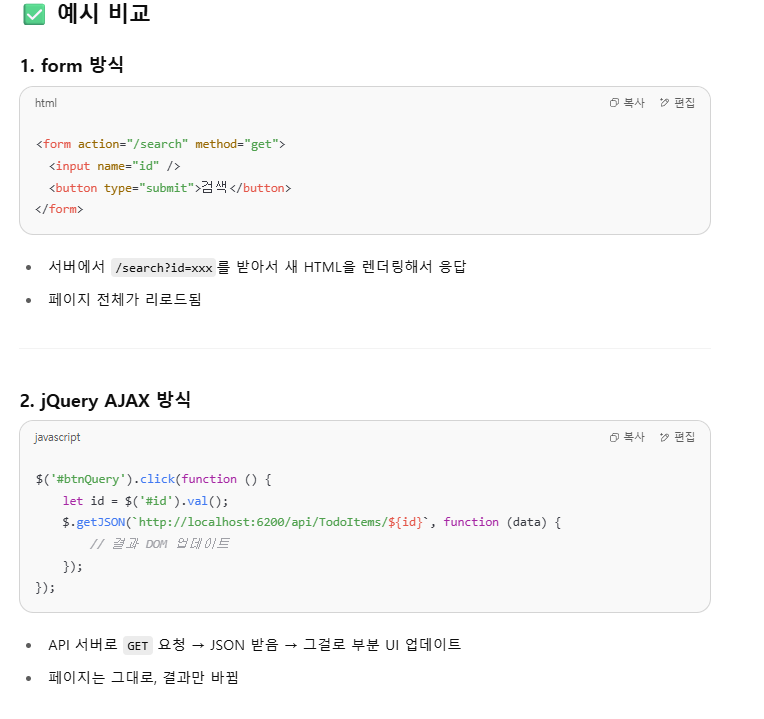 ✅ 예시 비교
1. form 방식
html
복사
편집
<form action="/search" method="get">
  <input name="id" />
  <button type="submit">검색</button>
</form>
• 서버에서 /search?id=xxx를 받아서 새 HTML을 렌더링해서 응답
• 페이지 전체가 리로드됨
2. jQuery AJAX 방식
javascript
복사
편집
$('#btnQuery').click(function () {
    let id = $('#id').val();
    $.getJSON(`http://localhost:6200/api/TodoItems/${id}`, function (data) {
        // 결과 DOM 업데이트
    });
});
• API 서버로 GET 요청 → JSON 받음 → 그걸로 부분 UI 업데이트
• 페이지는 그대로, 결과만 바뀜